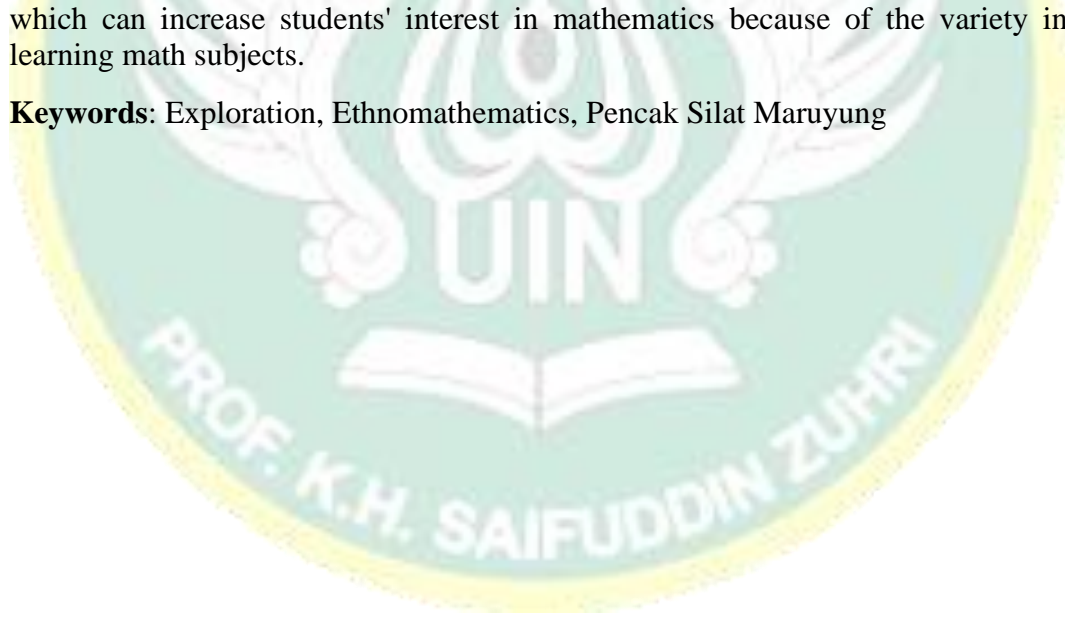 which can increase students' interest in mathematics because of the variety in
learning math subjects.
Keywords: Exploration, Ethnomathematics, Pencak Silat Maruyung
UIN
PROF. K.H. SAIFUDDIN ZUHRI